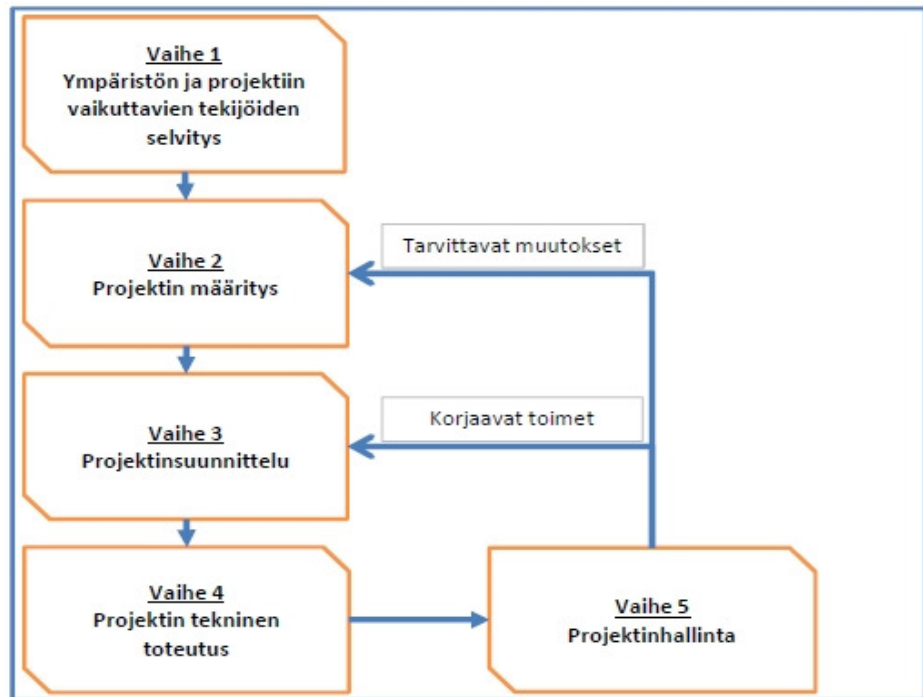 Vaihe 1
Ympäristön ja projektiin
vaikuttavien tekijöiden
selvitys
Tarvittavat muutokset
Vaihe 2
Projektin määritys
Korjaavat toimet
Vaihe 3
Projektinsuunnittelu
Vaihe 4
Projektin tekninen
toteutus
Vaihe 5
Projektinhallinta